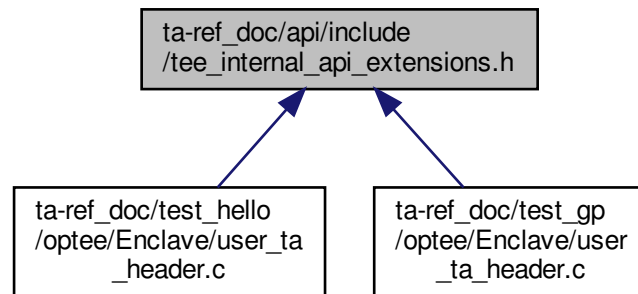 ta-ref_doc/api/include
/tee_internal_api_extensions.h
ta-ref_doc/test_hello
/optee/Enclave/user_ta
_header.c
ta-ref_doc/test_gp
/optee/Enclave/user
_ta_header.c